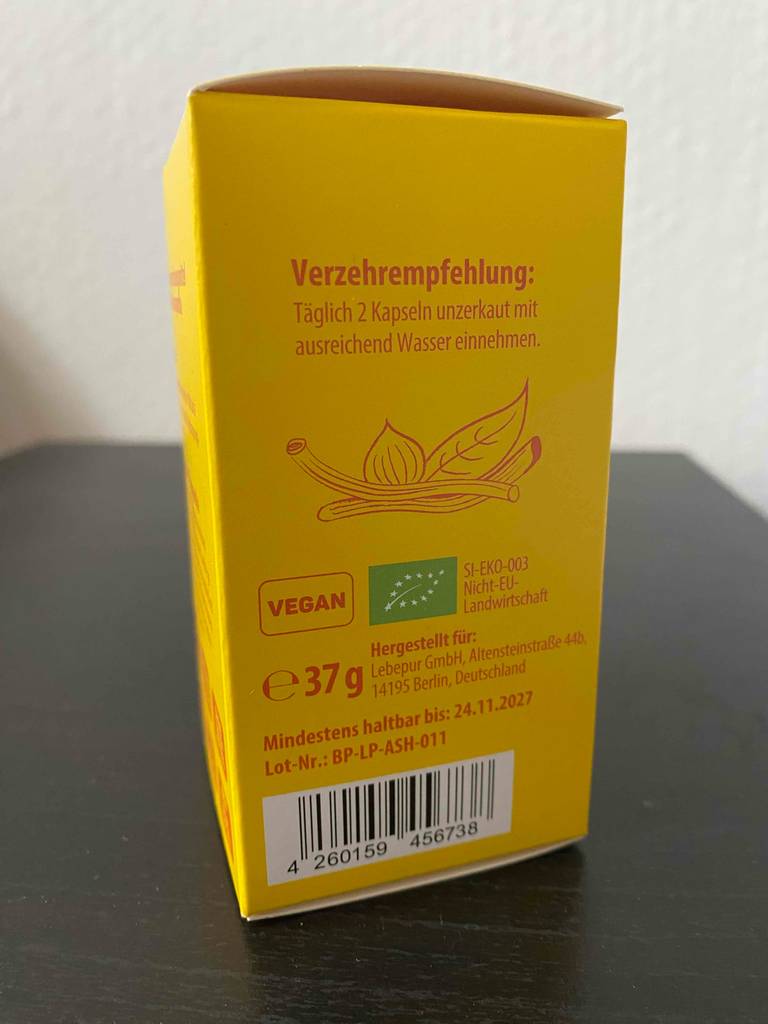 Verzehrempfehlung:
Täglich 2 Kapseln unzerkaut mit
ausreichend Wasser einnehmen.
VEGAN
SI-EKO-003
Nicht-EU-
Landwirtschaft
℮ 37 g
Hergestellt für:
Lebepur GmbH, Altensteinstraße 44b,
14195 Berlin, Deutschland
Mindestens haltbar bis: 24.11.2027
Lot-Nr.: BP-LP-ASH-011
4 260159 456738